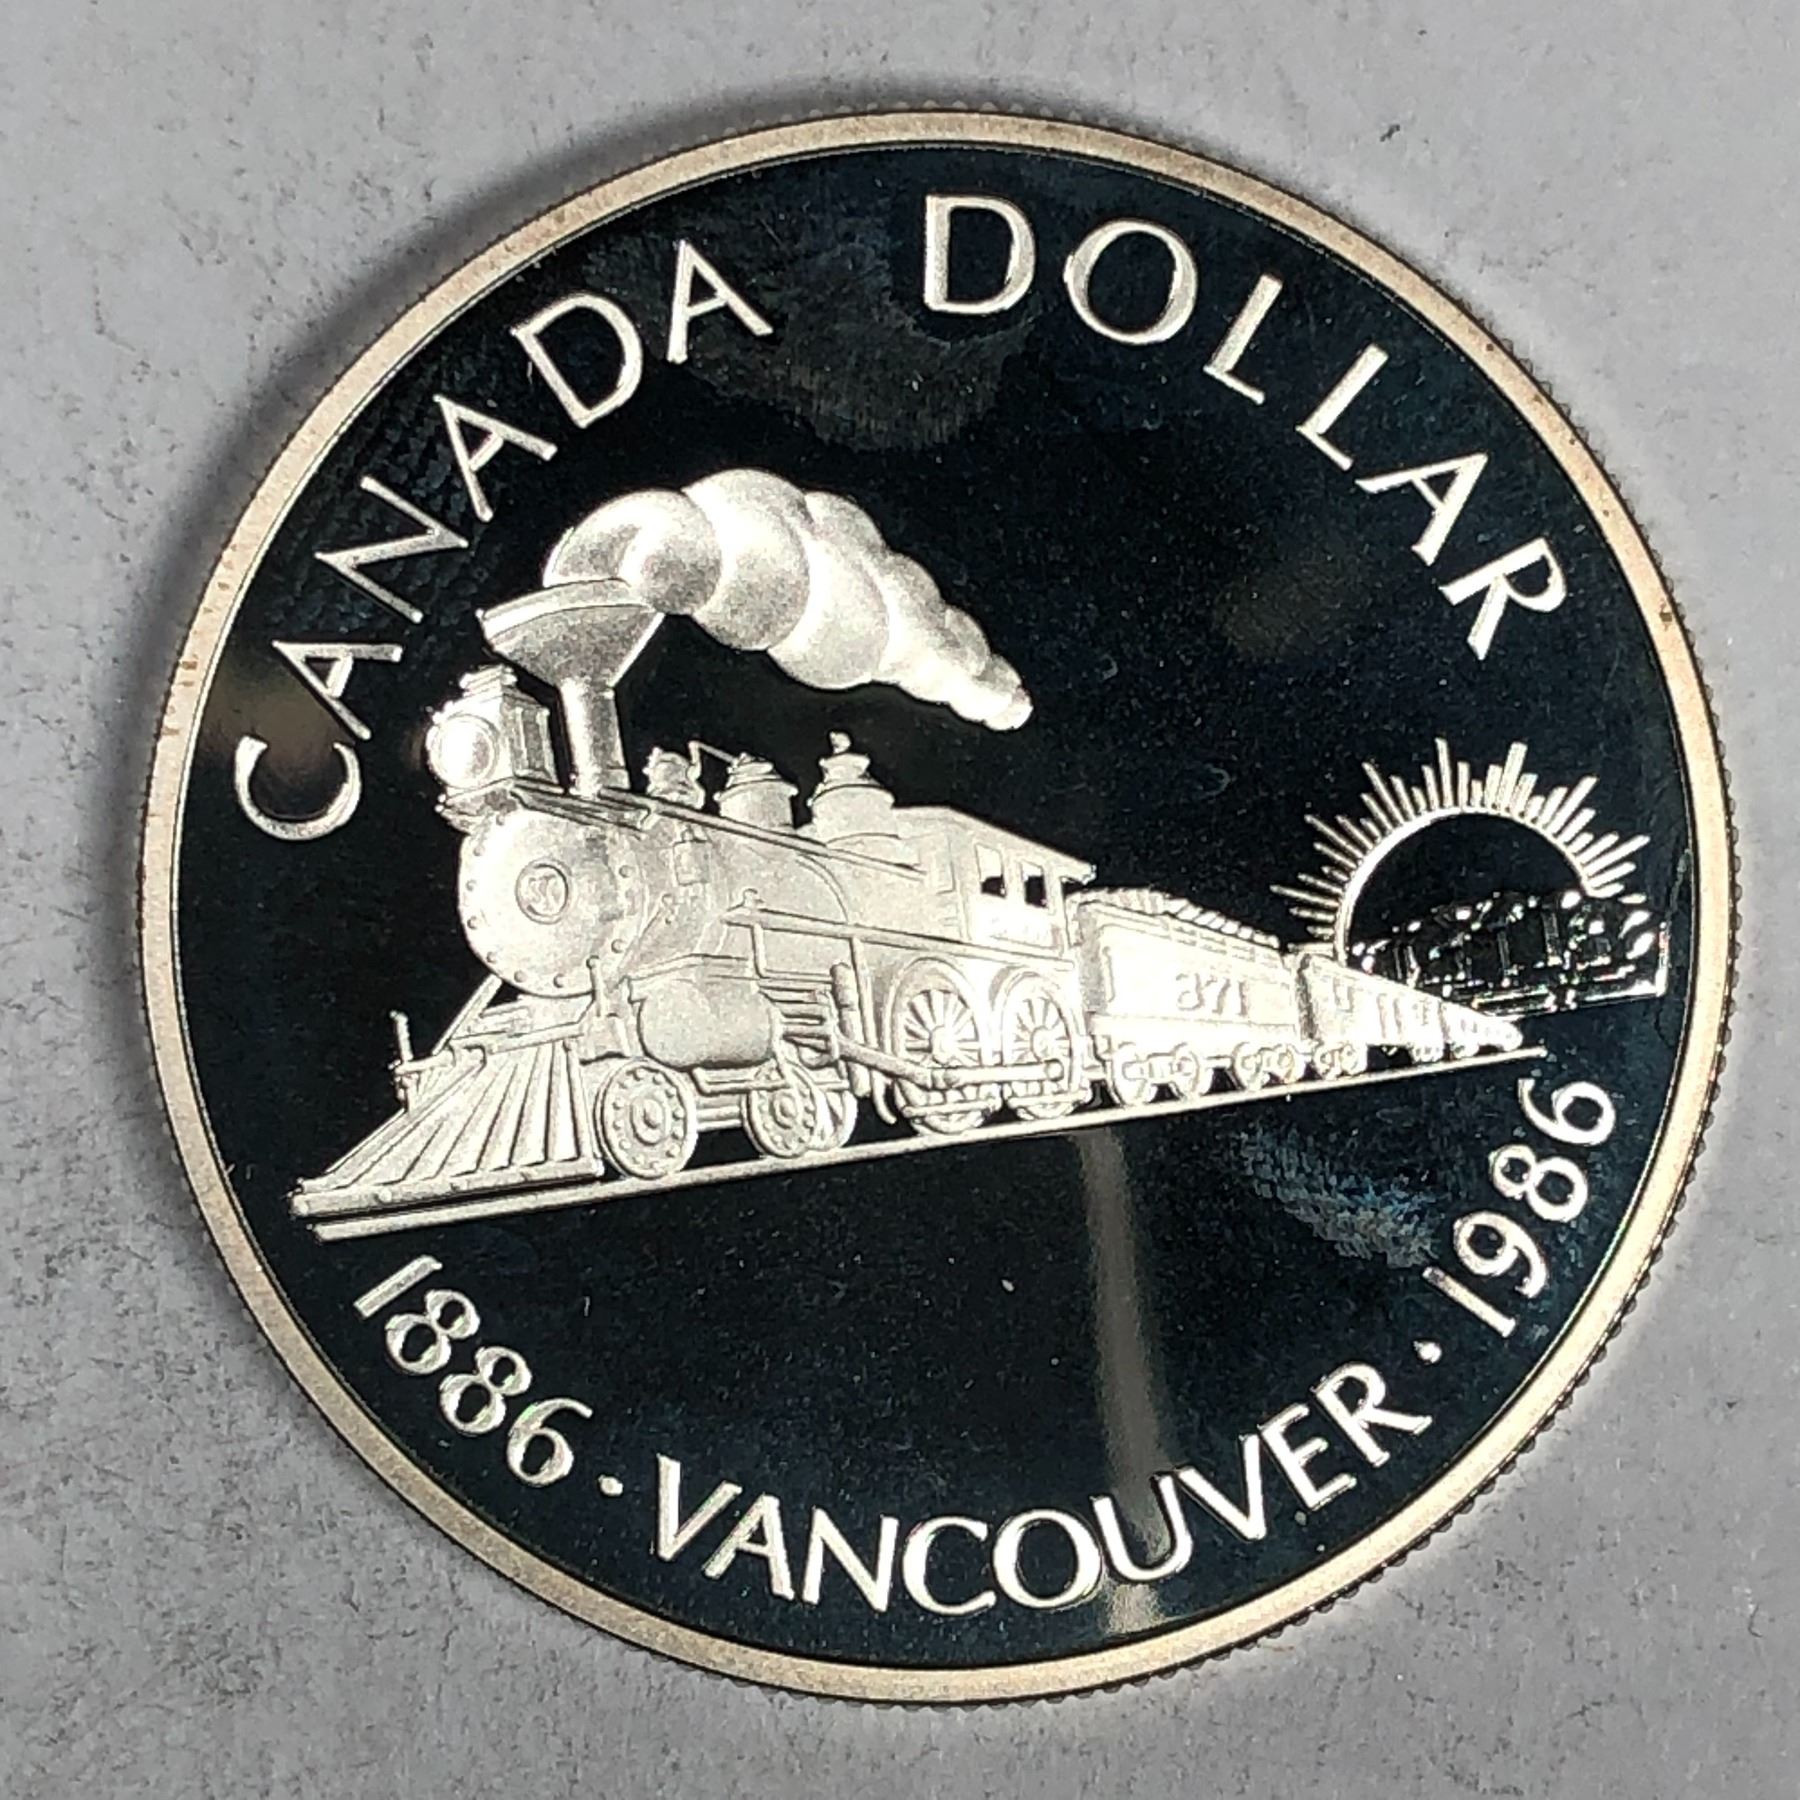 CANADA DOLLAR
371
1886 · VANCOUVER · 1986